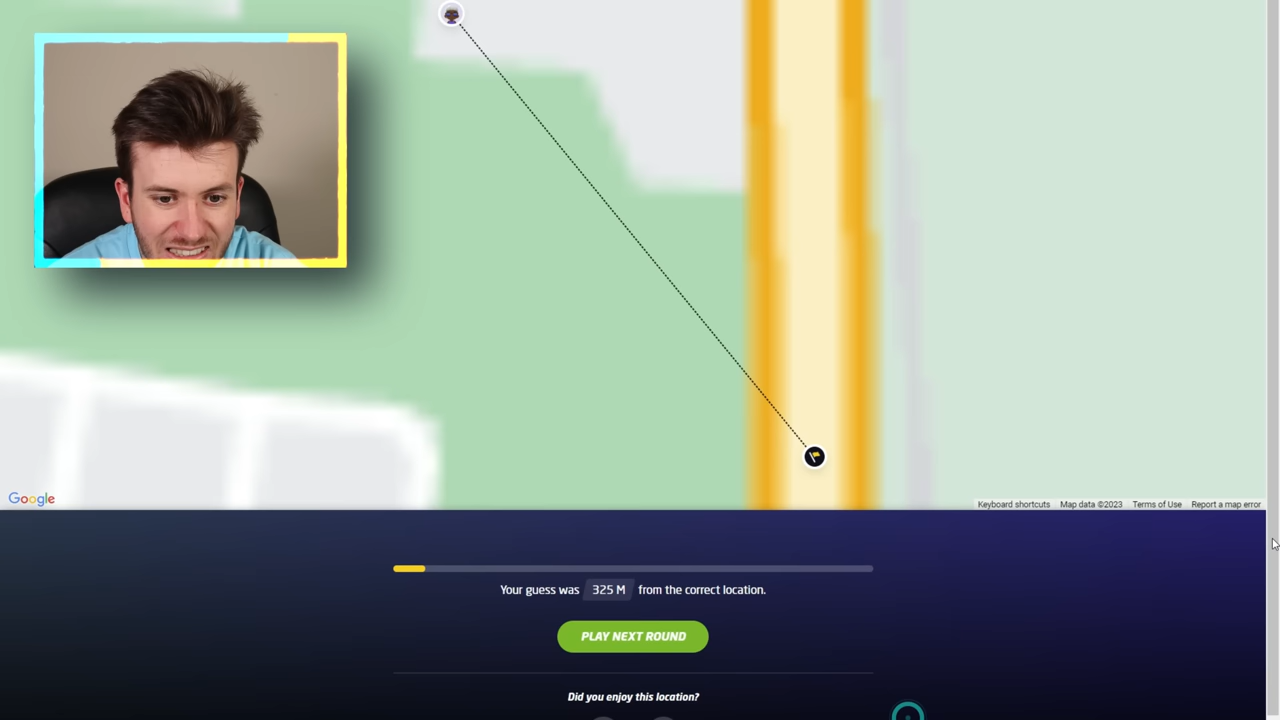 Google
Keyboard shortcuts
Map data ©2023
Terms of Use
Report a map error
Your guess was 325 M from the correct location.
PLAY NEXT ROUND
Did you enjoy this location?